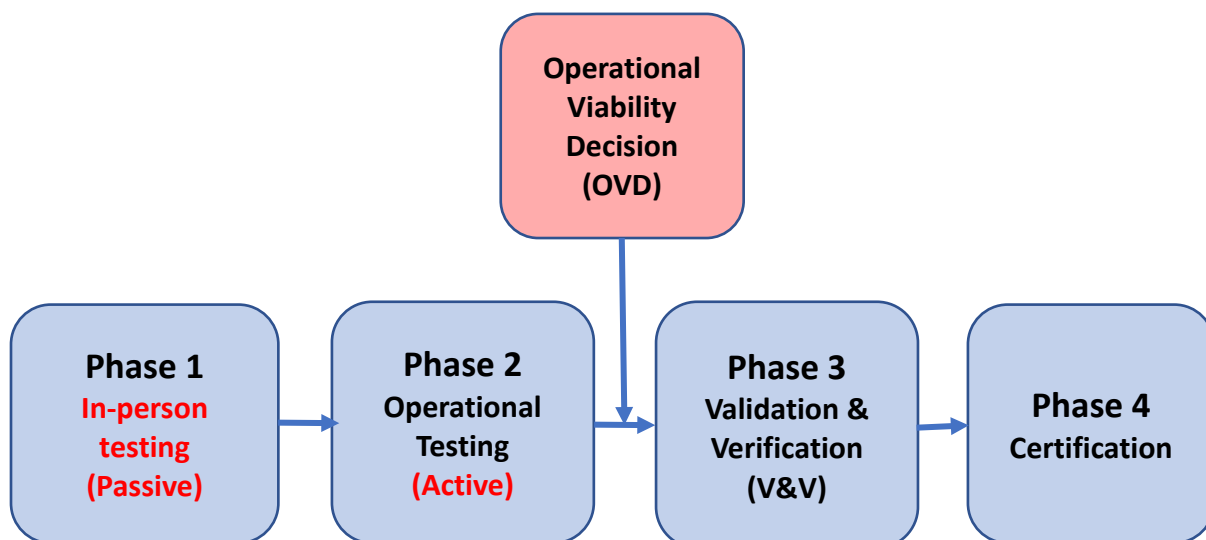 Operational
Viability
Decision
(OVD)
Phase 1
In-person
testing
(Passive)
Phase 2
Operational
Testing
(Active)
Phase 3
Validation &
Verification
(V&V)
Phase 4
Certification